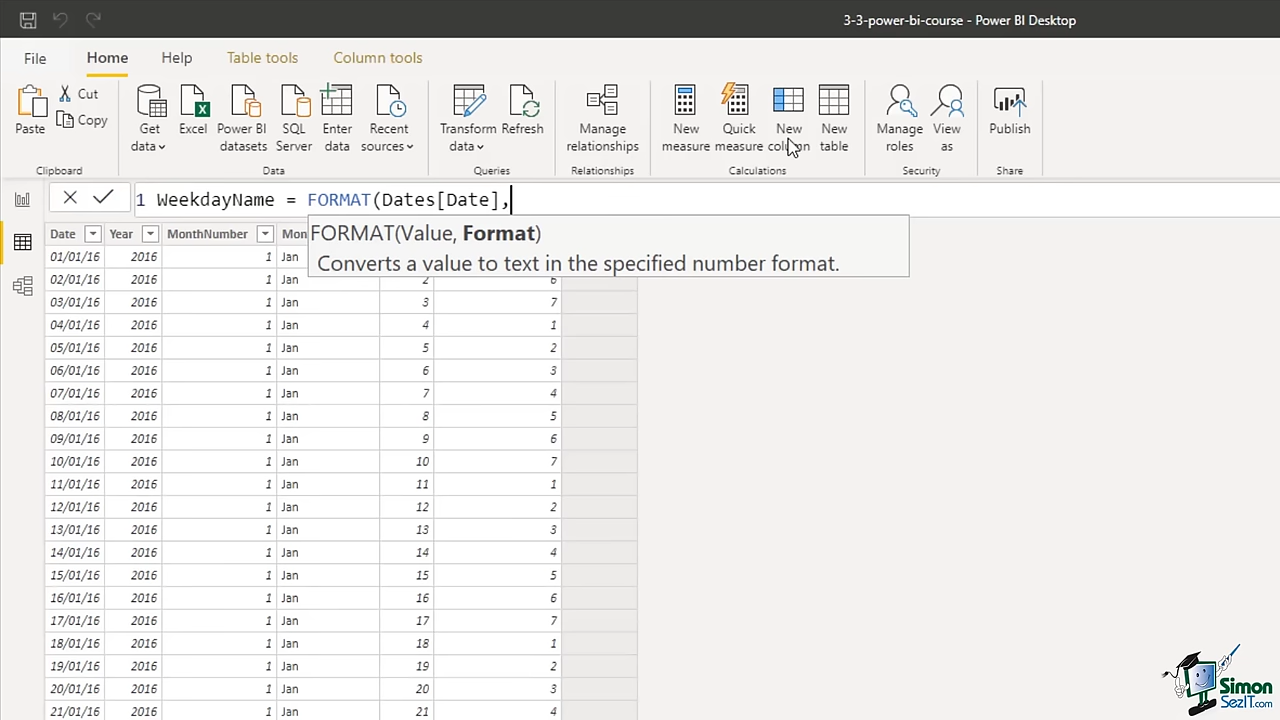 3-3-power-bi-course - Power BI Desktop
File Home Help Table tools Column tools
Paste Cut Copy
Get data Excel Power BI datasets SQL Server Enter data Recent sources
Transform data Refresh
Manage relationships
New measure Quick measure New column New table
Manage roles View as
Publish
Clipboard Data Queries Relationships Calculations Security Share
1 WeekdayName = FORMAT(Dates[Date],
FORMAT(Value, Format)
Converts a value to text in the specified number format.
Date Year MonthNumber Mon
01/01/16 2016 1 Jan
02/01/16 2016 1 Jan 2 6
03/01/16 2016 1 Jan 3 7
04/01/16 2016 1 Jan 4 1
05/01/16 2016 1 Jan 5 2
06/01/16 2016 1 Jan 6 3
07/01/16 2016 1 Jan 7 4
08/01/16 2016 1 Jan 8 5
09/01/16 2016 1 Jan 9 6
10/01/16 2016 1 Jan 10 7
11/01/16 2016 1 Jan 11 1
12/01/16 2016 1 Jan 12 2
13/01/16 2016 1 Jan 13 3
14/01/16 2016 1 Jan 14 4
15/01/16 2016 1 Jan 15 5
16/01/16 2016 1 Jan 16 6
17/01/16 2016 1 Jan 17 7
18/01/16 2016 1 Jan 18 1
19/01/16 2016 1 Jan 19 2
20/01/16 2016 1 Jan 20 3
21/01/16 2016 1 Jan 21 4
Simon
SezIT.com